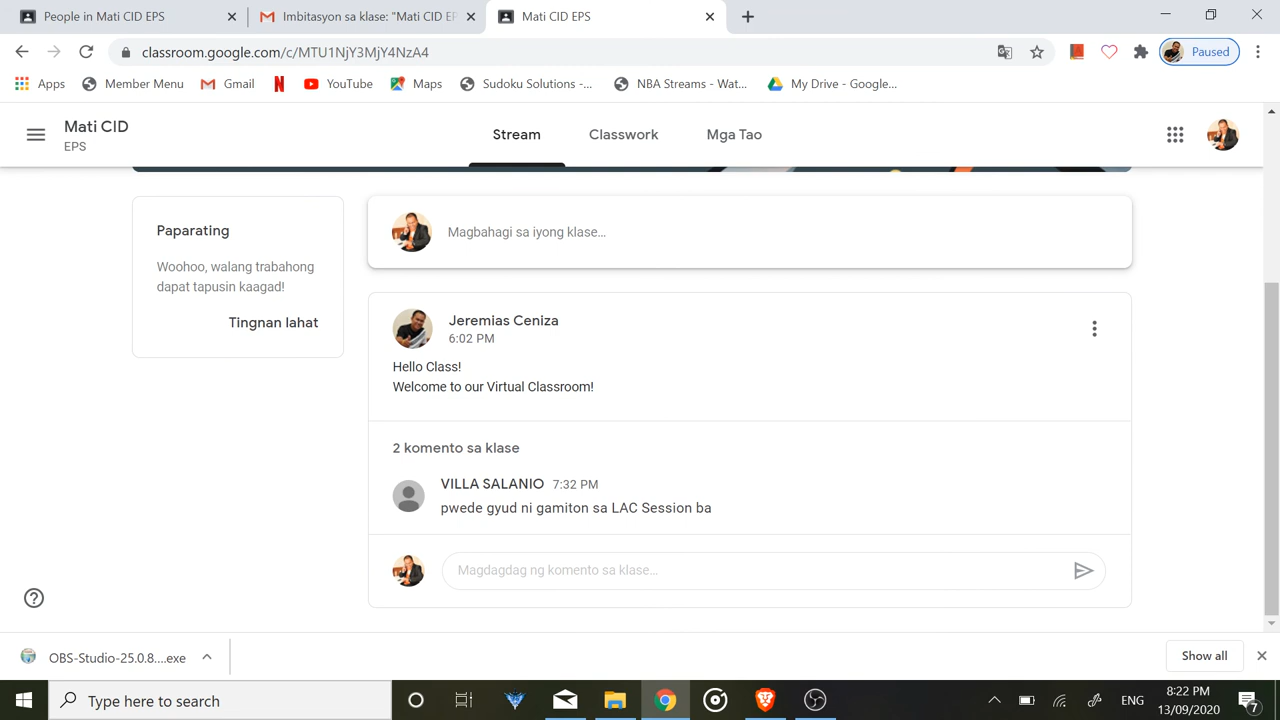 People in Mati CID EPS
Imbitasyon sa klase: "Mati CID EP
Mati CID EPS
classroom.google.com/c/MTU1NjY3MjY4NzA4
Paused
Apps
Member Menu
Gmail
YouTube
Maps
Sudoku Solutions -...
NBA Streams - Wat...
My Drive - Google...
Mati CID
EPS
Stream
Classwork
Mga Tao
Paparating
Woohoo, walang trabahong
dapat tapusin kaagad!
Tingnan lahat
Magbahagi sa iyong klase...
Jeremias Ceniza
6:02 PM
Hello Class!
Welcome to our Virtual Classroom!
2 komento sa klase
VILLA SALANIO 7:32 PM
pwede gyud ni gamiton sa LAC Session ba
Magdagdag ng komento sa klase...
OBS-Studio-25.0.8....exe
Show all
Type here to search
ENG
8:22 PM
13/09/2020
7